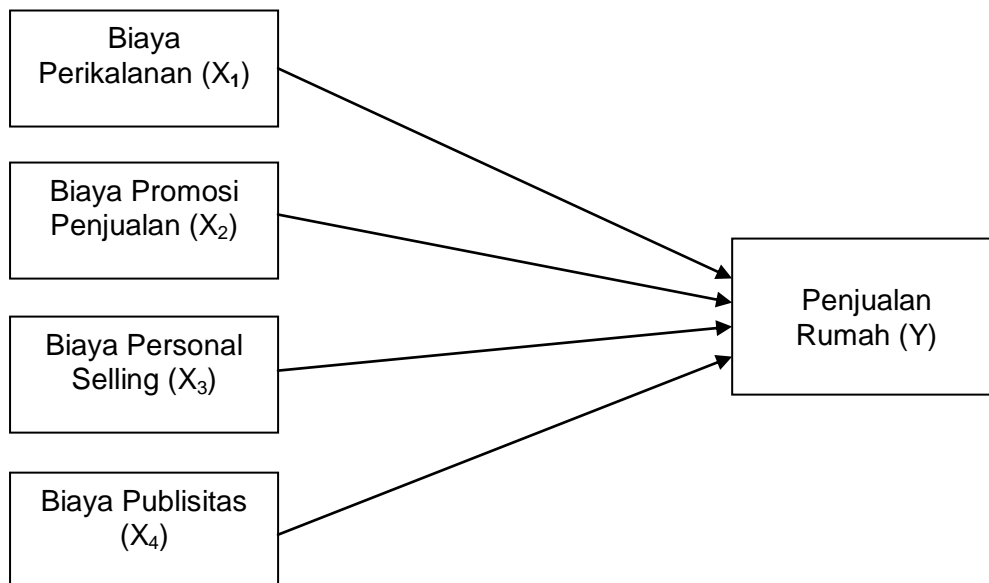 Biaya
Perikalanan (X₁)
Biaya Promosi
Penjualan (X₂)
Biaya Personal
Selling (X₃)
Biaya Publisitas
(X₄)
Penjualan
Rumah (Y)